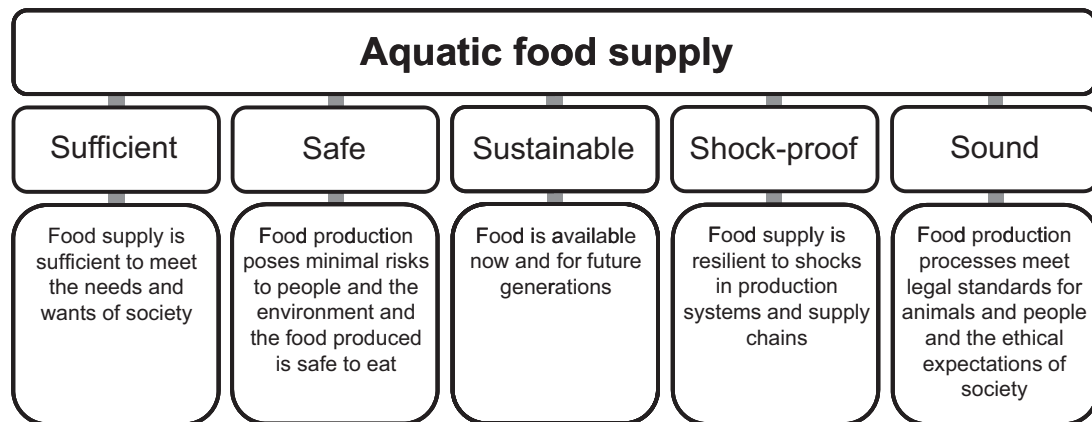 Aquatic food supply
Sufficient
Safe
Sustainable
Shock-proof
Sound
Food supply is
sufficient to meet
the needs and
wants of society
Food production
poses minimal risks
to people and the
environment and
the food produced
is safe to eat
Food is available
now and for future
generations
Food supply is
resilient to shocks
in production
systems and supply
chains
Food production
processes meet
legal standards for
animals and people
and the ethical
expectations of
society